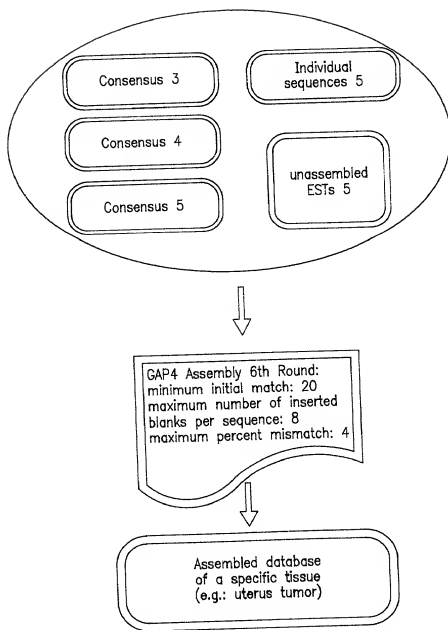 Consensus 3
Individual
sequences 5
Consensus 4
unassembled
ESTs 5
Consensus 5
GAP4 Assembly 6th Round:
minimum initial match: 20
maximum number of inserted
blanks per sequence: 8
maximum percent mismatch: 4
Assembled database
of a specific tissue
(e.g.: uterus tumor)